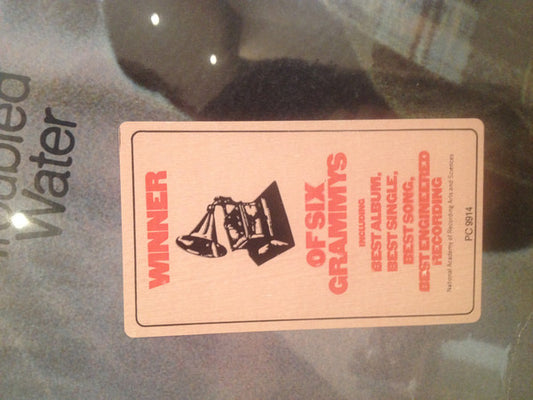 Water
WINNER
OF SIX
GRAMMYS
INCLUDING
BEST ALBUM,
BEST SINGLE,
BEST SONG,
BEST ENGINEERED
RECORDING
National Academy of Recording Arts and Sciences
PC 9914